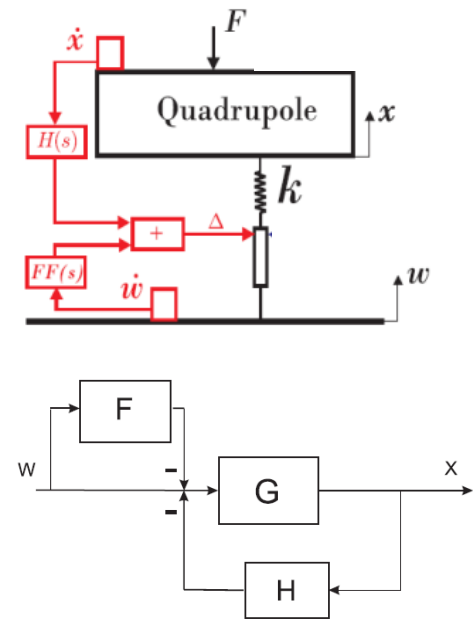 ẋ
F
Quadrupole
x
H(s)
k
+
Δ
FF(s)
ẇ
w
F
W
-
X
G
-
H